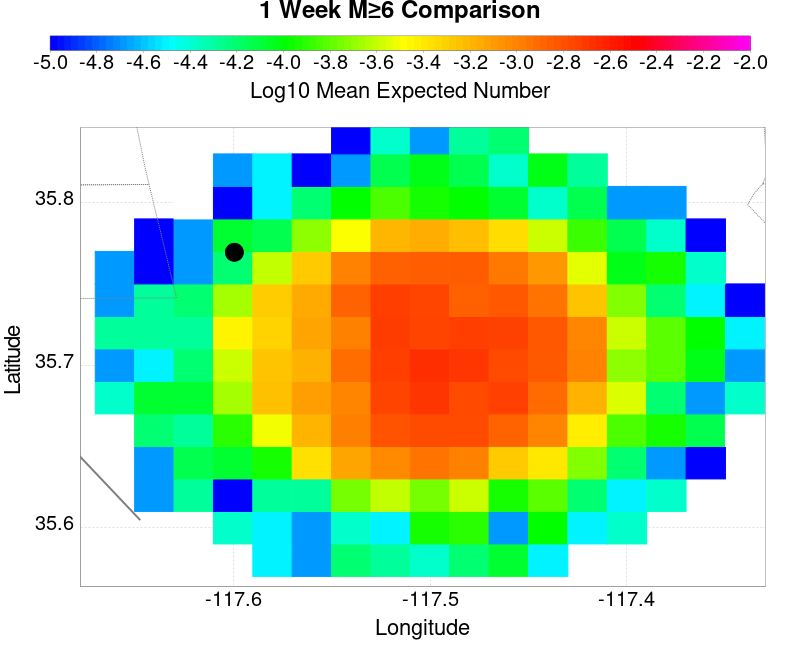 1 Week M≥6 Comparison
-5.0 -4.8 -4.6 -4.4 -4.2 -4.0 -3.8 -3.6 -3.4 -3.2 -3.0 -2.8 -2.6 -2.4 -2.2 -2.0
Log10 Mean Expected Number
35.8
35.7
35.6
Latitude
-117.6 -117.5 -117.4
Longitude